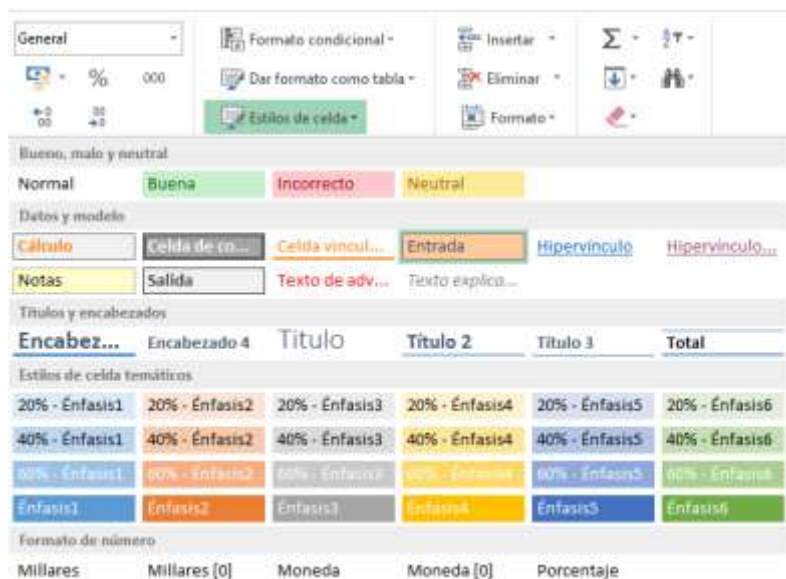 General Formato condicional Insertar
% 000 Dar formato como tabla Eliminar
Estilos de celda Formato
Bueno, malo y neutral
Normal Buena Incorrecto Neutral
Datos y modelo
Cálculo Celda de co... Celda vincul... Entrada Hipervínculo Hipervínculo...
Notas Salida Texto de adv... Texto explica...
Títulos y encabezados
Encabez... Encabezado 4 Título Título 2 Título 3 Total
Estilos de celda temáticos
20% - Énfasis1 20% - Énfasis2 20% - Énfasis3 20% - Énfasis4 20% - Énfasis5 20% - Énfasis6
40% - Énfasis1 40% - Énfasis2 40% - Énfasis3 40% - Énfasis4 40% - Énfasis5 40% - Énfasis6
60% - Énfasis1 60% - Énfasis2 60% - Énfasis3 60% - Énfasis4 60% - Énfasis5 60% - Énfasis6
Énfasis1 Énfasis2 Énfasis3 Énfasis4 Énfasis5 Énfasis6
Formato de número
Millares Millares [0] Moneda Moneda [0] Porcentaje